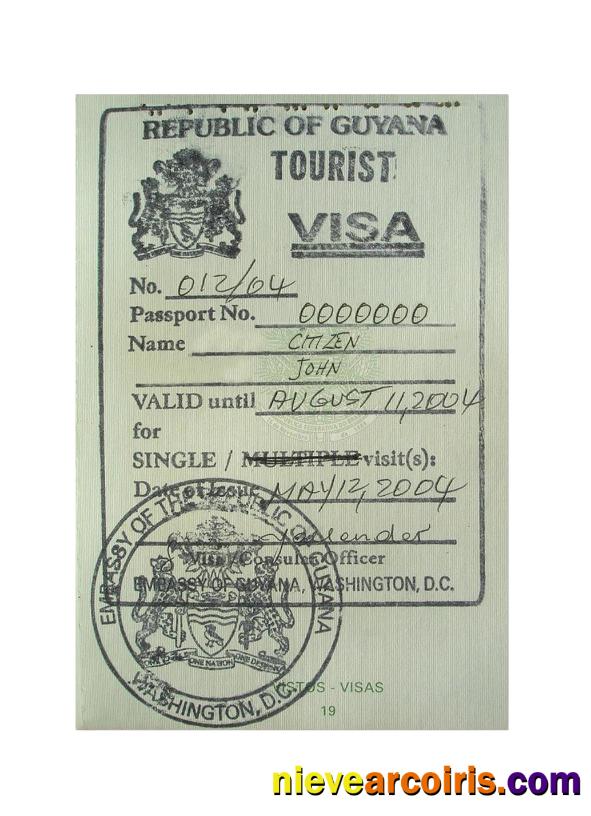 REPUBLIC OF GUYANA
TOURIST
VISA
No. 012/04
Passport No. 0000000
Name CITIZEN
JOHN
VALID until AUGUST 11, 2004
for
SINGLE / MULTIPLE visit(s):
Date of Issue MAY 12, 2004
Visa/Consular Officer
EMBASSY OF GUYANA, WASHINGTON, D.C.
EMBASSY OF THE REPUBLIC OF GUYANA
ONE NATION
WASHINGTON, D.C.
VISTOS - VISAS
19
nievearcoiris.com